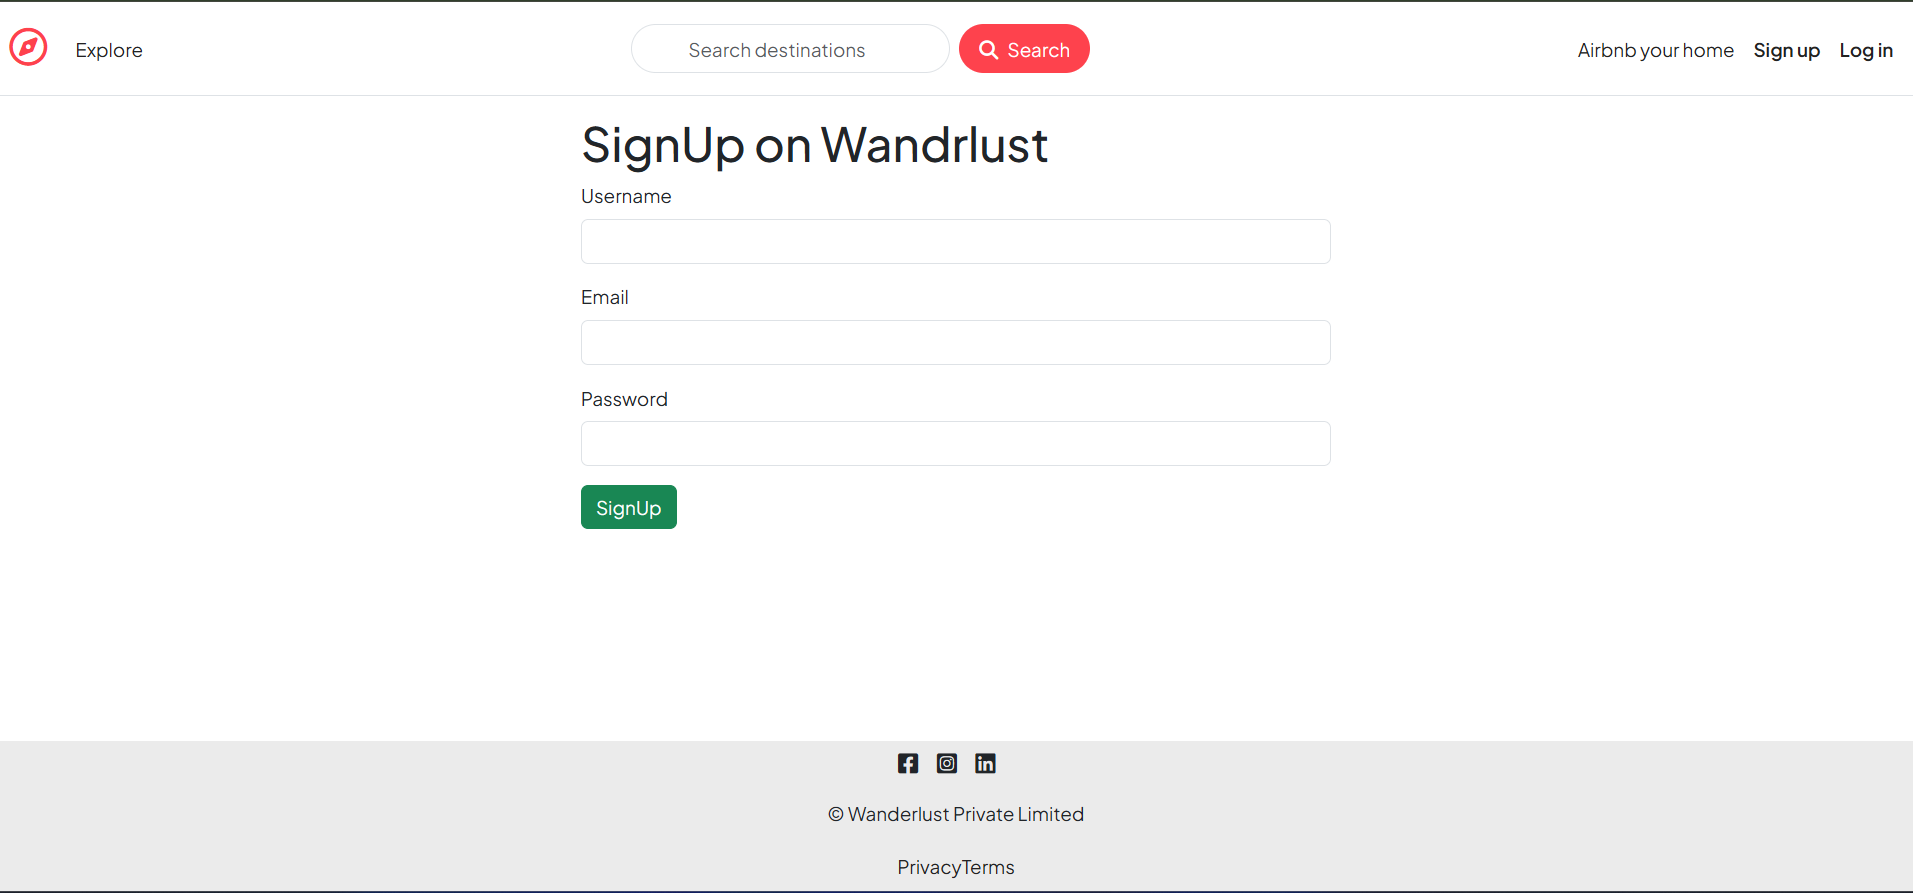 Explore Search destinations Search Airbnb your home Sign up Log in
SignUp on Wandrlust
Username
Email
Password
SignUp
© Wanderlust Private Limited
PrivacyTerms